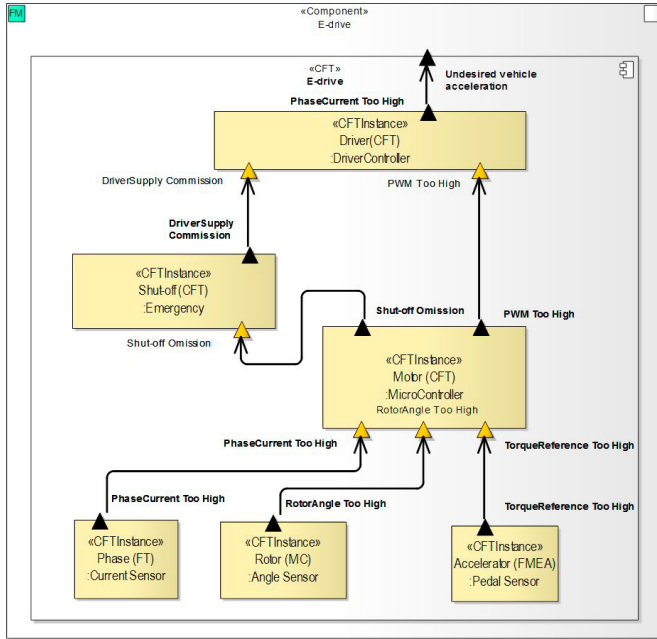 FM
«Component»
E-drive
«CFT»
E-drive
Undesired vehicle
acceleration
PhaseCurrent Too High
«CFTInstance»
Driver(CFT)
:DriverController
DriverSupply Commission
PWM Too High
DriverSupply
Commission
«CFTInstance»
Shut-off (CFT)
:Emergency
Shut-off Omission
PWM Too High
Shut-off Omission
«CFTInstance»
Motor (CFT)
:MicroController
RotorAngle Too High
PhaseCurrent Too High
TorqueReference Too High
PhaseCurrent Too High
RotorAngle Too High
TorqueReference Too High
«CFTInstance»
Phase (FT)
:Current Sensor
«CFTInstance»
Rotor (MC)
:Angle Sensor
«CFTInstance»
Accelerator (FMEA)
:Pedal Sensor